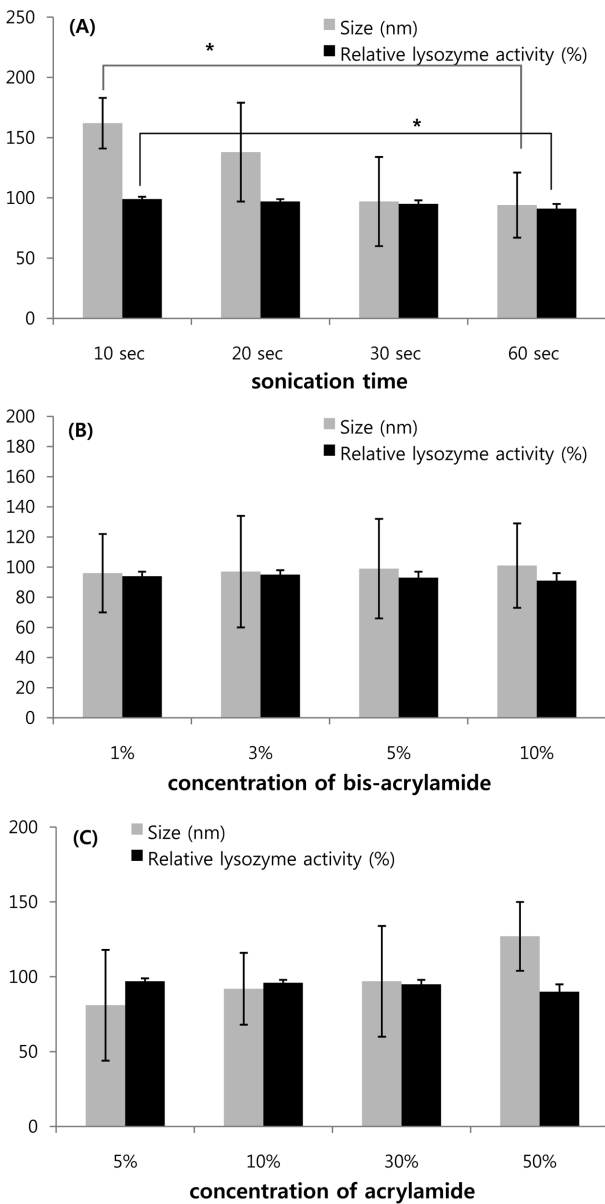 (A)
Size (nm)
Relative lysozyme activity (%)
*
*
250
200
150
100
50
0
10 sec 20 sec 30 sec 60 sec
sonication time
(B)
Size (nm)
Relative lysozyme activity (%)
200
180
160
140
120
100
80
60
40
20
0
1% 3% 5% 10%
concentration of bis-acrylamide
(C)
Size (nm)
Relative lysozyme activity (%)
200
150
100
50
0
5% 10% 30% 50%
concentration of acrylamide